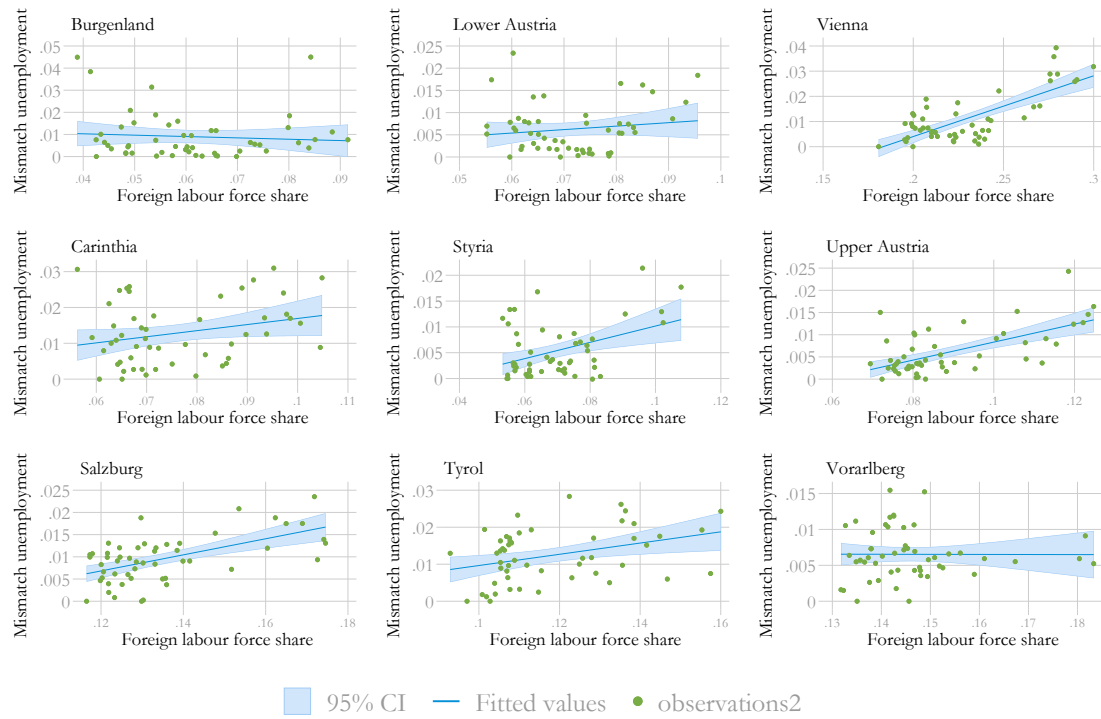 Burgenland
Mismatch unemployment
.05
.04
.03
.02
.01
0
.04 .05 .06 .07 .08 .09
Foreign labour force share
Lower Austria
Mismatch unemployment
.025
.02
.015
.01
.005
0
.05 .06 .07 .08 .09 .1
Foreign labour force share
Vienna
Mismatch unemployment
.04
.03
.02
.01
0
.15 .2 .25 .3
Foreign labour force share
Carinthia
Mismatch unemployment
.03
.02
.01
0
.06 .07 .08 .09 .1 .11
Foreign labour force share
Styria
Mismatch unemployment
.02
.015
.01
.005
0
.04 .06 .08 .1 .12
Foreign labour force share
Upper Austria
Mismatch unemployment
.025
.02
.015
.01
.005
0
.06 .08 .1 .12
Foreign labour force share
Salzburg
Mismatch unemployment
.025
.02
.015
.01
.005
0
.12 .14 .16 .18
Foreign labour force share
Tyrol
Mismatch unemployment
.03
.02
.01
0
.1 .12 .14 .16
Foreign labour force share
Vorarlberg
Mismatch unemployment
.015
.01
.005
0
.13 .14 .15 .16 .17 .18
Foreign labour force share
95% CI Fitted values observations2